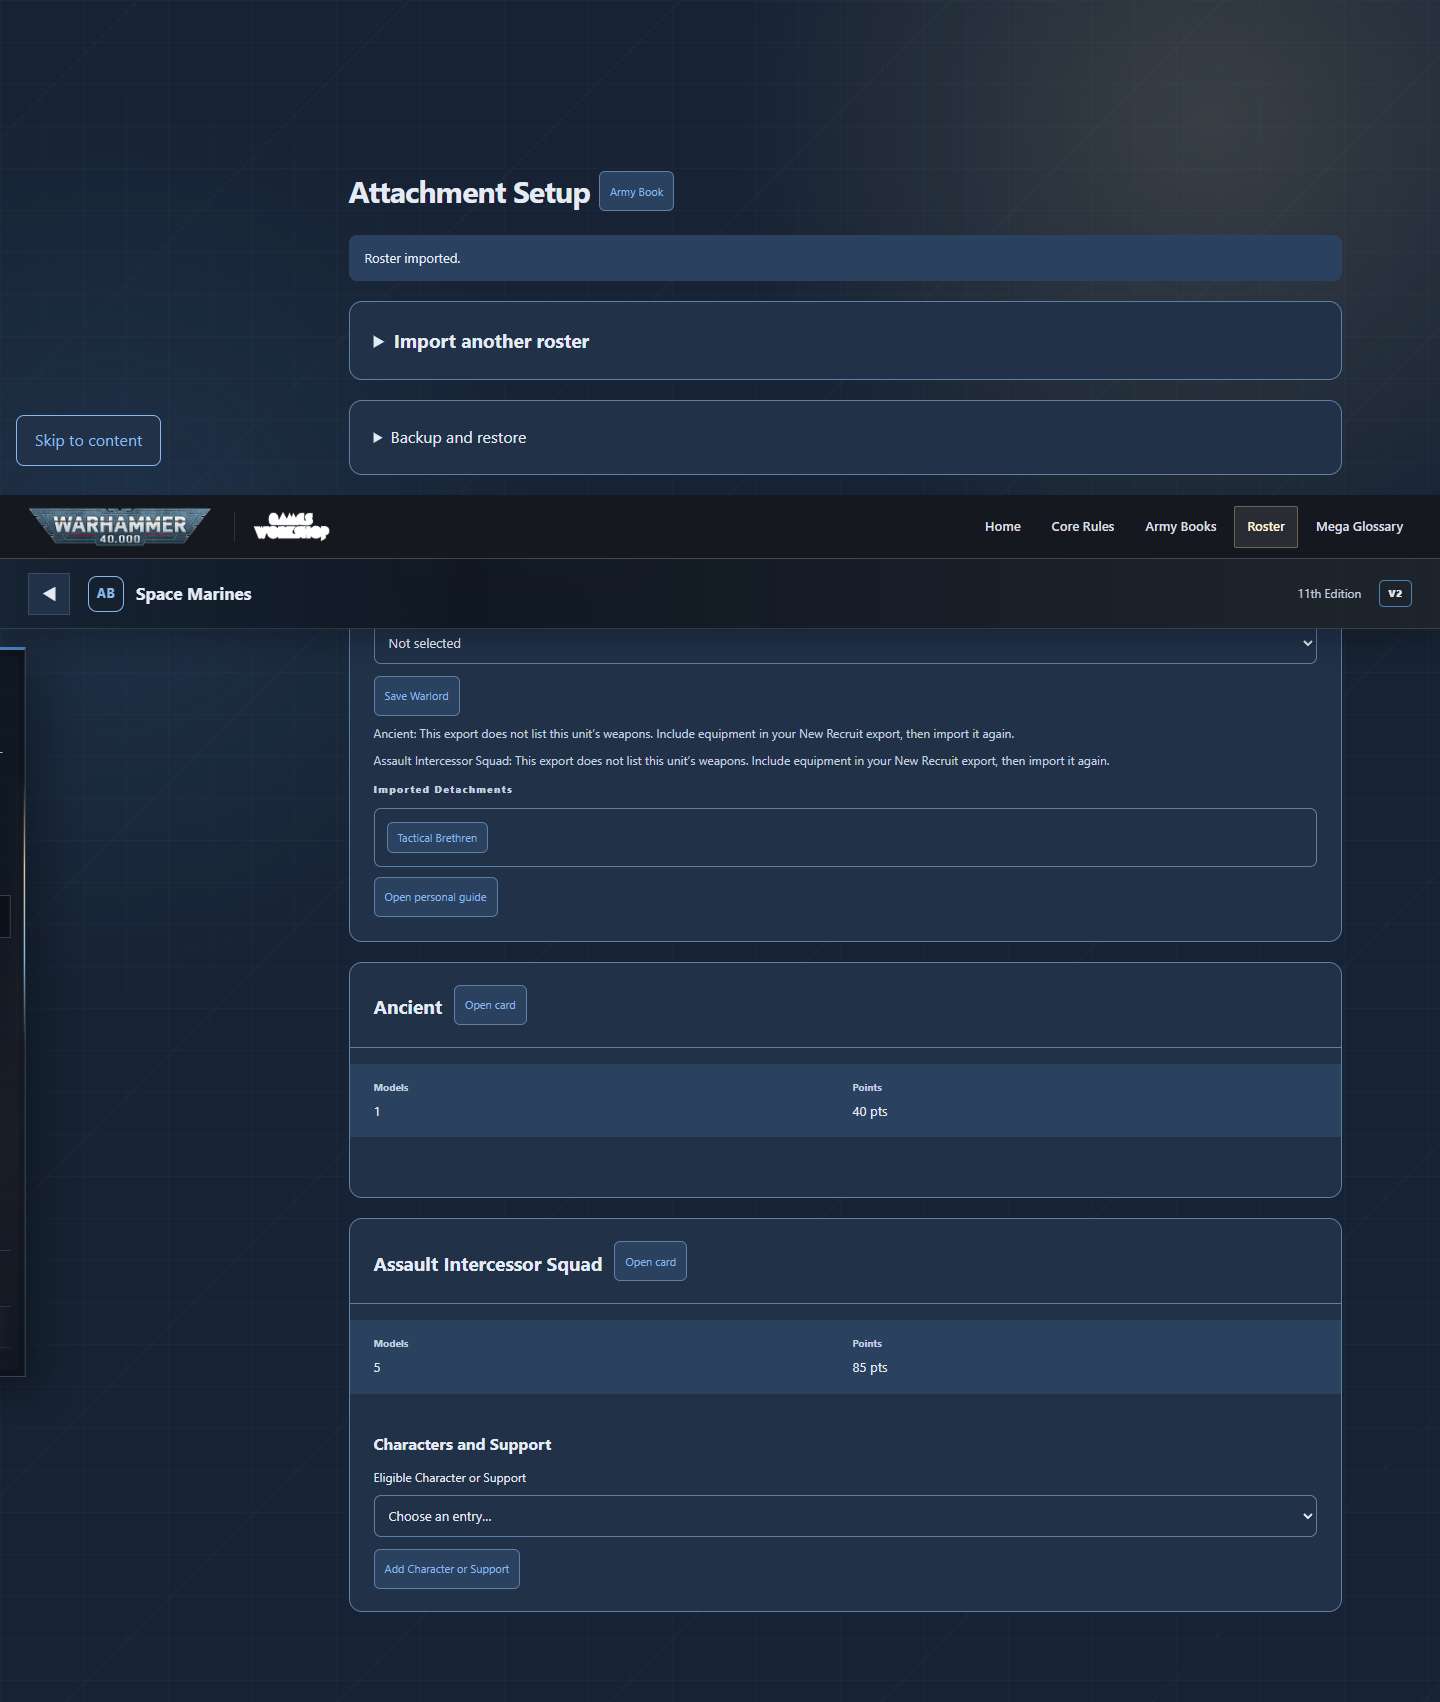 Attachment Setup
Army Book
Roster imported.
Import another roster
Skip to content
Backup and restore
WARHAMMER
40,000
GAMES
WORKSHOP
Home
Core Rules
Army Books
Roster
Mega Glossary
AB
Space Marines
11th Edition
V2
Not selected
Save Warlord
Ancient: This export does not list this unit's weapons. Include equipment in your New Recruit export, then import it again.
Assault Intercessor Squad: This export does not list this unit's weapons. Include equipment in your New Recruit export, then import it again.
Imported Detachments
Tactical Brethren
Open personal guide
Ancient
Open card
Models
Points
1
40 pts
Assault Intercessor Squad
Open card
Models
Points
5
85 pts
Characters and Support
Eligible Character or Support
Choose an entry...
Add Character or Support